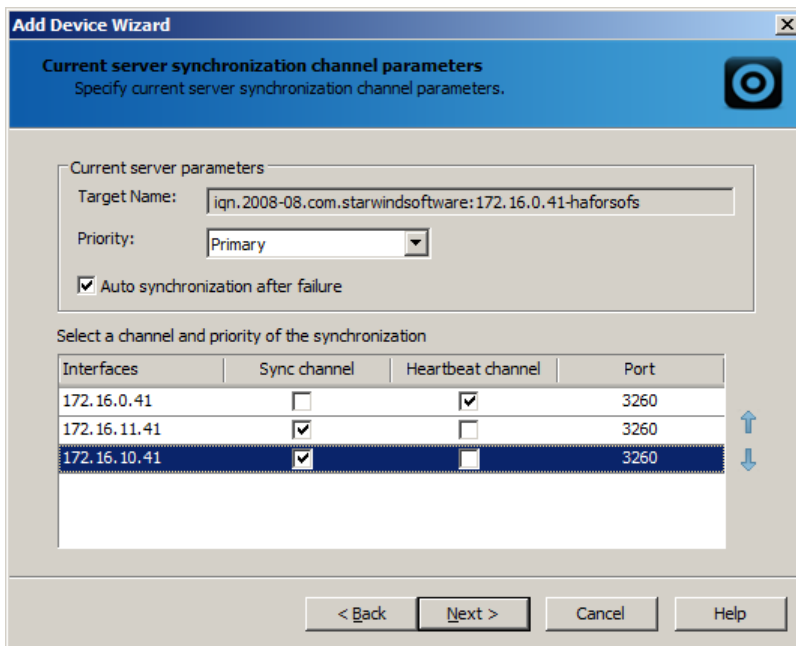 Add Device Wizard
Current server synchronization channel parameters
Specify current server synchronization channel parameters.
Current server parameters
Target Name: iqn.2008-08.com.starwindsoftware:172.16.0.41-haforsofs
Priority: Primary
Auto synchronization after failure
Select a channel and priority of the synchronization
Interfaces Sync channel Heartbeat channel Port
172.16.0.41 3260
172.16.11.41 3260
172.16.10.41 3260
< Back Next > Cancel Help